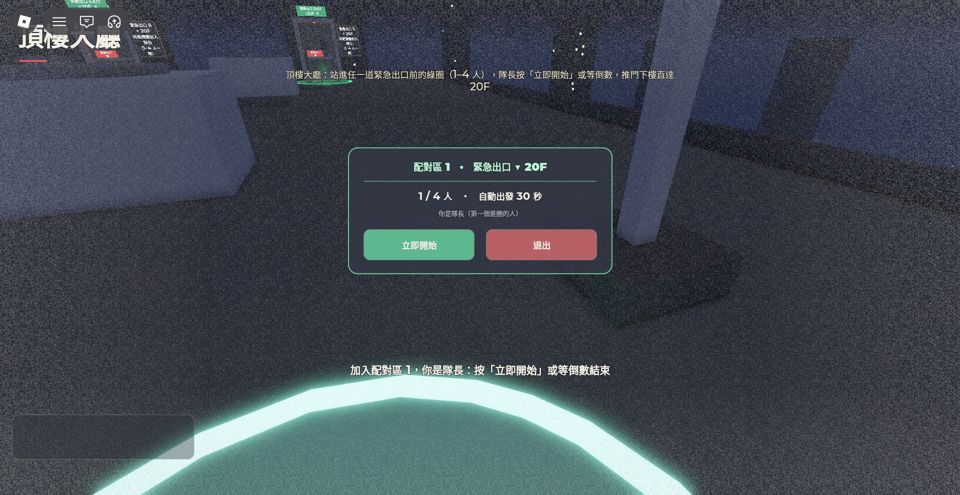 頂樓大廳
頂樓大廳：站進任一道緊急出口前的綠圈（1–4 人），隊長按「立即開始」或等倒數，推門下樓直達
20F
配對區 1 • 緊急出口 ▼ 20F
1 / 4 人 • 自動出發 30 秒
你是隊長（第一個進圈的人）
立即開始
退出
加入配對區 1，你是隊長：按「立即開始」或等倒數結束